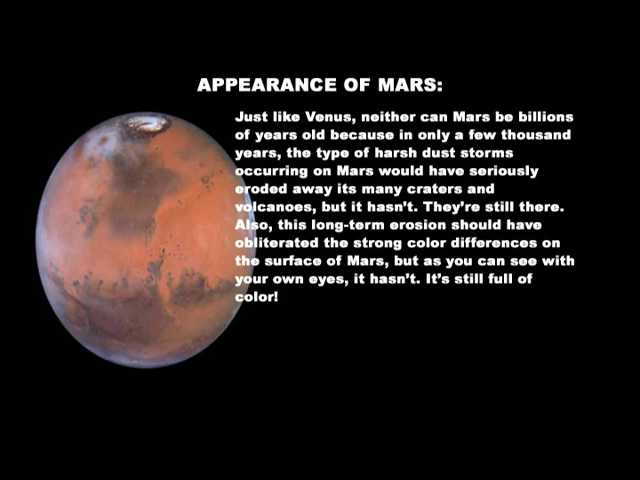 APPEARANCE OF MARS:
Just like Venus, neither can Mars be billions
of years old because in only a few thousand
years, the type of harsh dust storms
occurring on Mars would have seriously
eroded away its many craters and
volcanoes, but it hasn't. They're still there.
Also, this long-term erosion should have
obliterated the strong color differences on
the surface of Mars, but as you can see with
your own eyes, it hasn't. It's still full of
color!